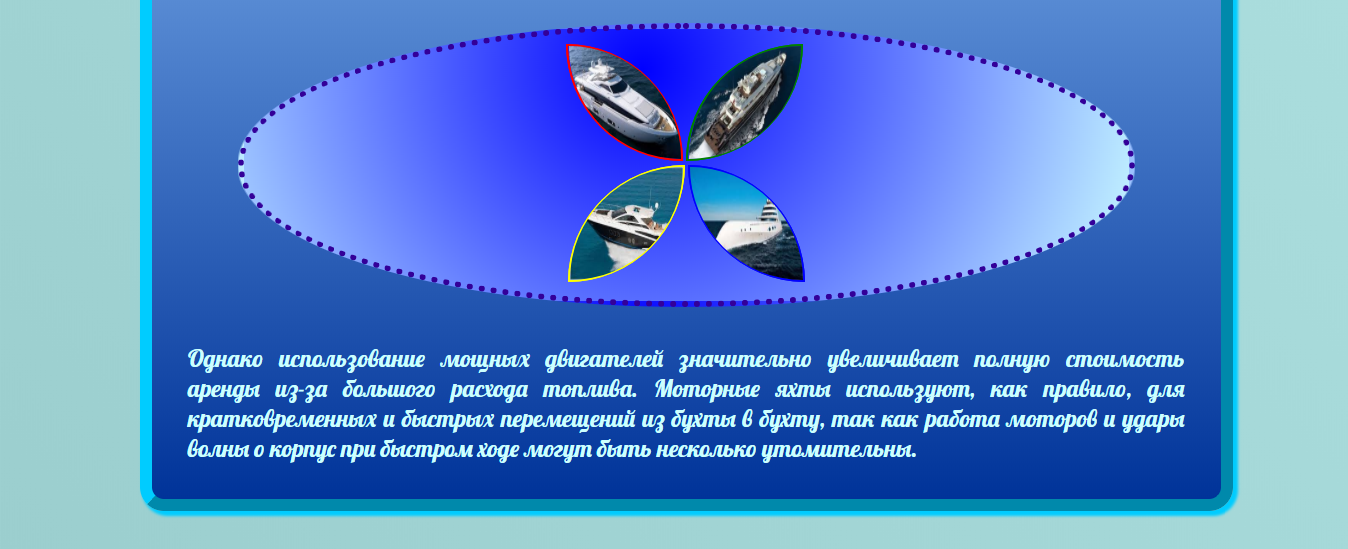 Однако использование мощных двигателей значительно увеличивает полную стоимость
аренды из-за большого расхода топлива. Моторные яхты используют, как правило, для
кратковременных и быстрых перемещений из бухты в бухту, так как работа моторов и удары
волны о корпус при быстром ходе могут быть несколько утомительны.